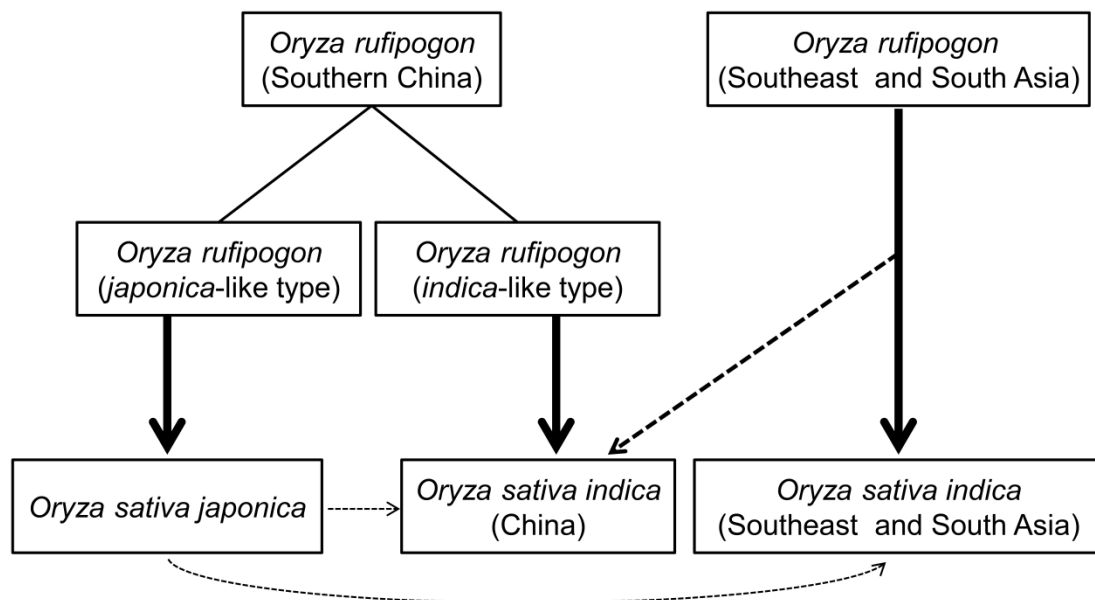 Oryza rufipogon
(Southern China)
Oryza rufipogon
(Southeast and South Asia)
Oryza rufipogon
(japonica-like type)
Oryza rufipogon
(indica-like type)
Oryza sativa japonica
Oryza sativa indica
(China)
Oryza sativa indica
(Southeast and South Asia)